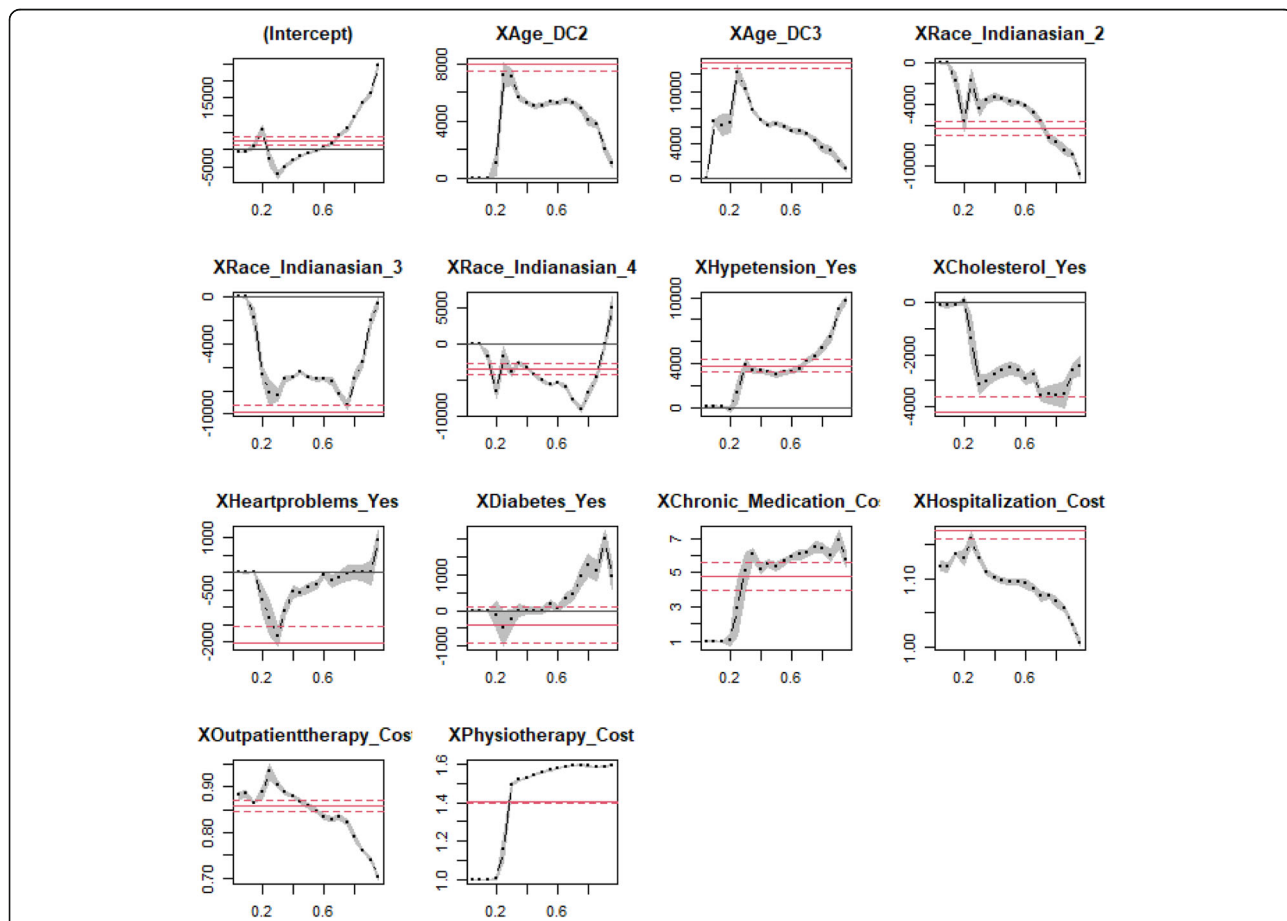 (Intercept)
-5000 5000 15000
0.2 0.6
XAge_DC2
0 2000 4000 6000 8000
0.2 0.6
XAge_DC3
0 4000 6000 10000
0.2 0.6
XRace_Indianasian_2
-10000 -4000 0
0.2 0.6
XRace_Indianasian_3
-10000 -4000 0
0.2 0.6
XRace_Indianasian_4
-10000 0 5000
0.2 0.6
XHypetension_Yes
0 4000 10000
0.2 0.6
XCholesterol_Yes
-4000 -2000 0
0.2 0.6
XHeartproblems_Yes
-2000 -500 1000
0.2 0.6
XDiabetes_Yes
-1000 0 1000
0.2 0.6
XChronic_Medication_Cos
1 3 5 7
0.2 0.6
XHospitalization_Cost
1.00 1.10
0.2 0.6
XOutpatienttherapy_Cos
0.70 0.80 0.90
0.2 0.6
XPhysiotherapy_Cost
1.0 1.2 1.4 1.6
0.2 0.6